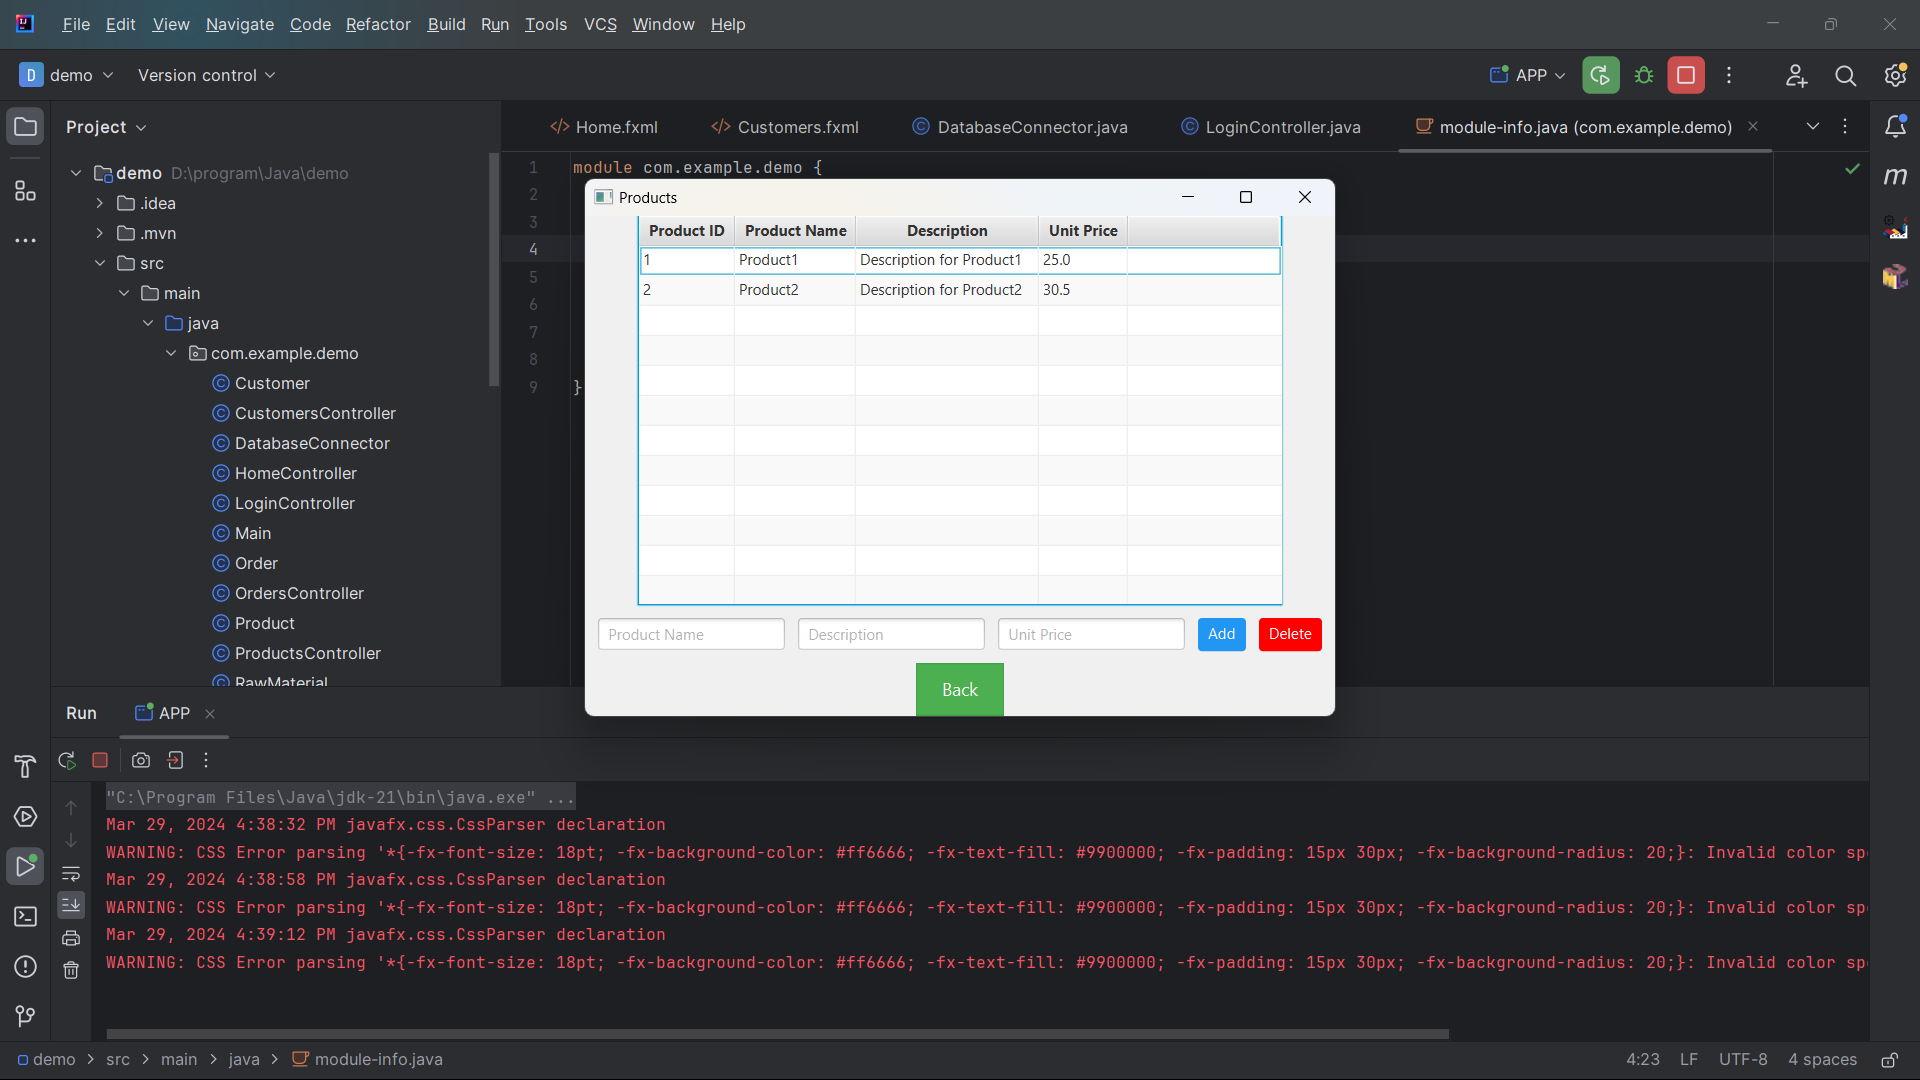 File Edit View Navigate Code Refactor Build Run Tools VCS Window Help
D demo Version control APP
Project
Home.fxml Customers.fxml DatabaseConnector.java LoginController.java module-info.java (com.example.demo)
demo D:\program\Java\demo
.idea
.mvn
src
main
java
com.example.demo
Customer
CustomersController
DatabaseConnector
HomeController
LoginController
Main
Order
OrdersController
Product
ProductsController
RawMaterial
1 module com.example.demo {
2
3
4
5
6
7
8
9 }
m
Products
Product ID Product Name Description Unit Price
1 Product1 Description for Product1 25.0
2 Product2 Description for Product2 30.5
Product Name Description Unit Price Add Delete
Back
Run APP
"C:\Program Files\Java\jdk-21\bin\java.exe" ...
Mar 29, 2024 4:38:32 PM javafx.css.CssParser declaration
WARNING: CSS Error parsing '*{-fx-font-size: 18pt; -fx-background-color: #ff6666; -fx-text-fill: #9900000; -fx-padding: 15px 30px; -fx-background-radius: 20;}: Invalid color sp
Mar 29, 2024 4:38:58 PM javafx.css.CssParser declaration
WARNING: CSS Error parsing '*{-fx-font-size: 18pt; -fx-background-color: #ff6666; -fx-text-fill: #9900000; -fx-padding: 15px 30px; -fx-background-radius: 20;}: Invalid color sp
Mar 29, 2024 4:39:12 PM javafx.css.CssParser declaration
WARNING: CSS Error parsing '*{-fx-font-size: 18pt; -fx-background-color: #ff6666; -fx-text-fill: #9900000; -fx-padding: 15px 30px; -fx-background-radius: 20;}: Invalid color sp
demo > src > main > java > module-info.java 4:23 LF UTF-8 4 spaces